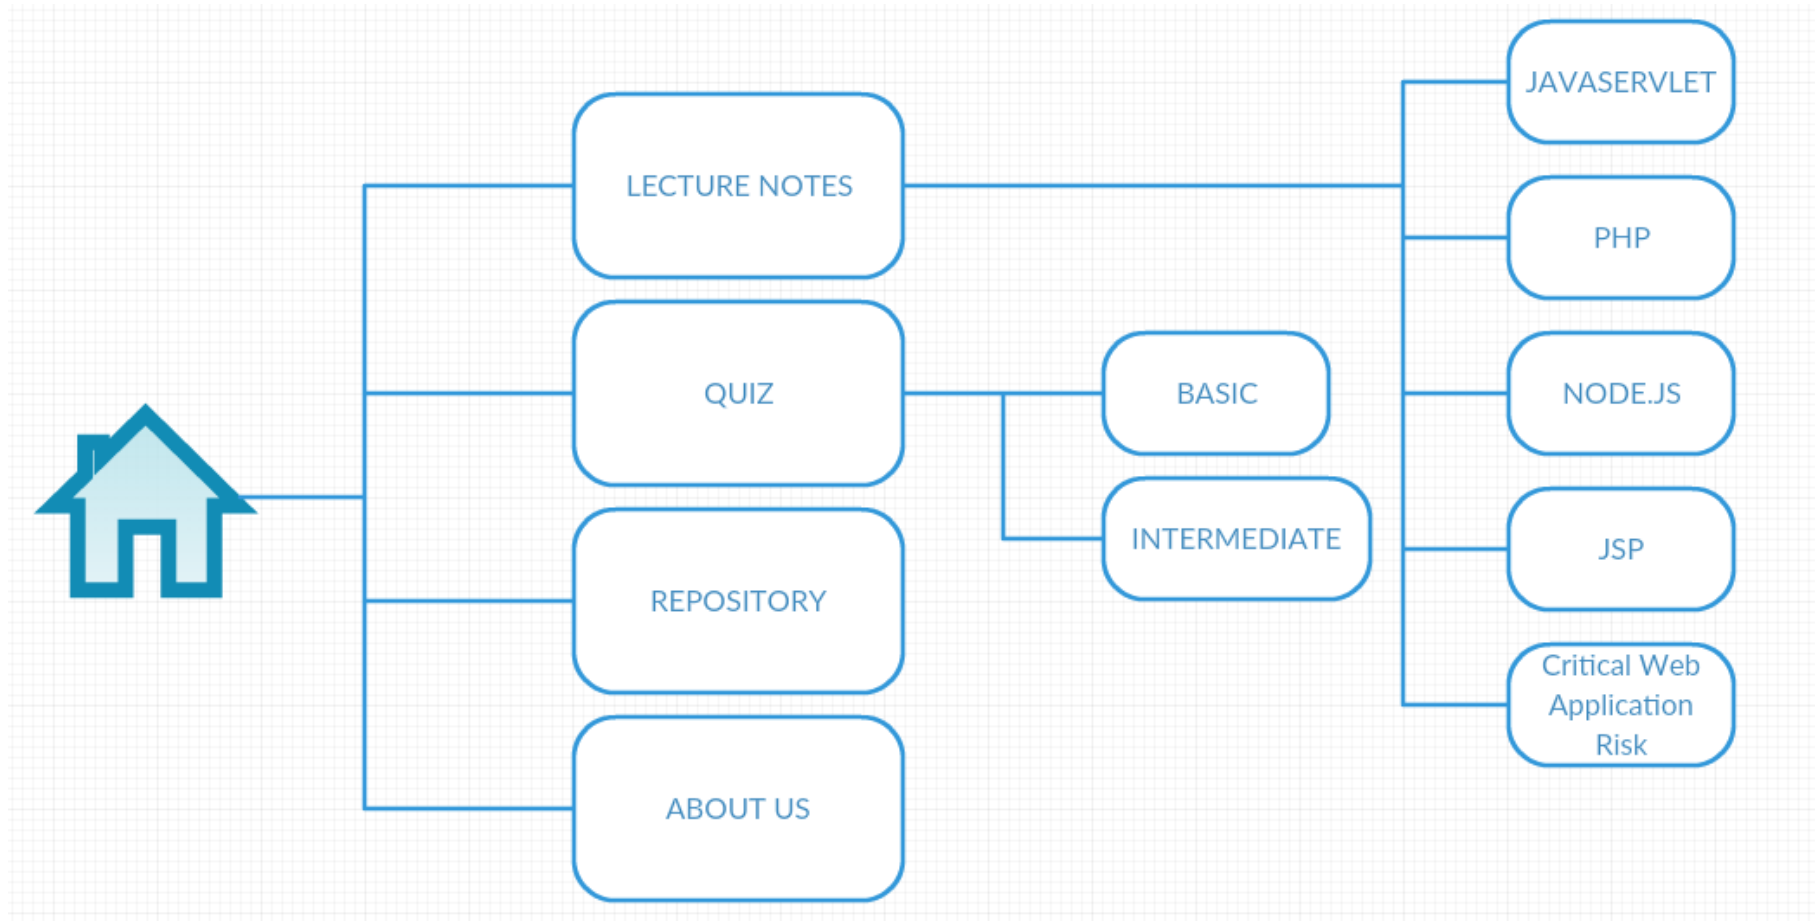 LECTURE NOTES
QUIZ
REPOSITORY
ABOUT US
BASIC
INTERMEDIATE
JAVASERVLET
PHP
NODE.JS
JSP
Critical Web
Application
Risk